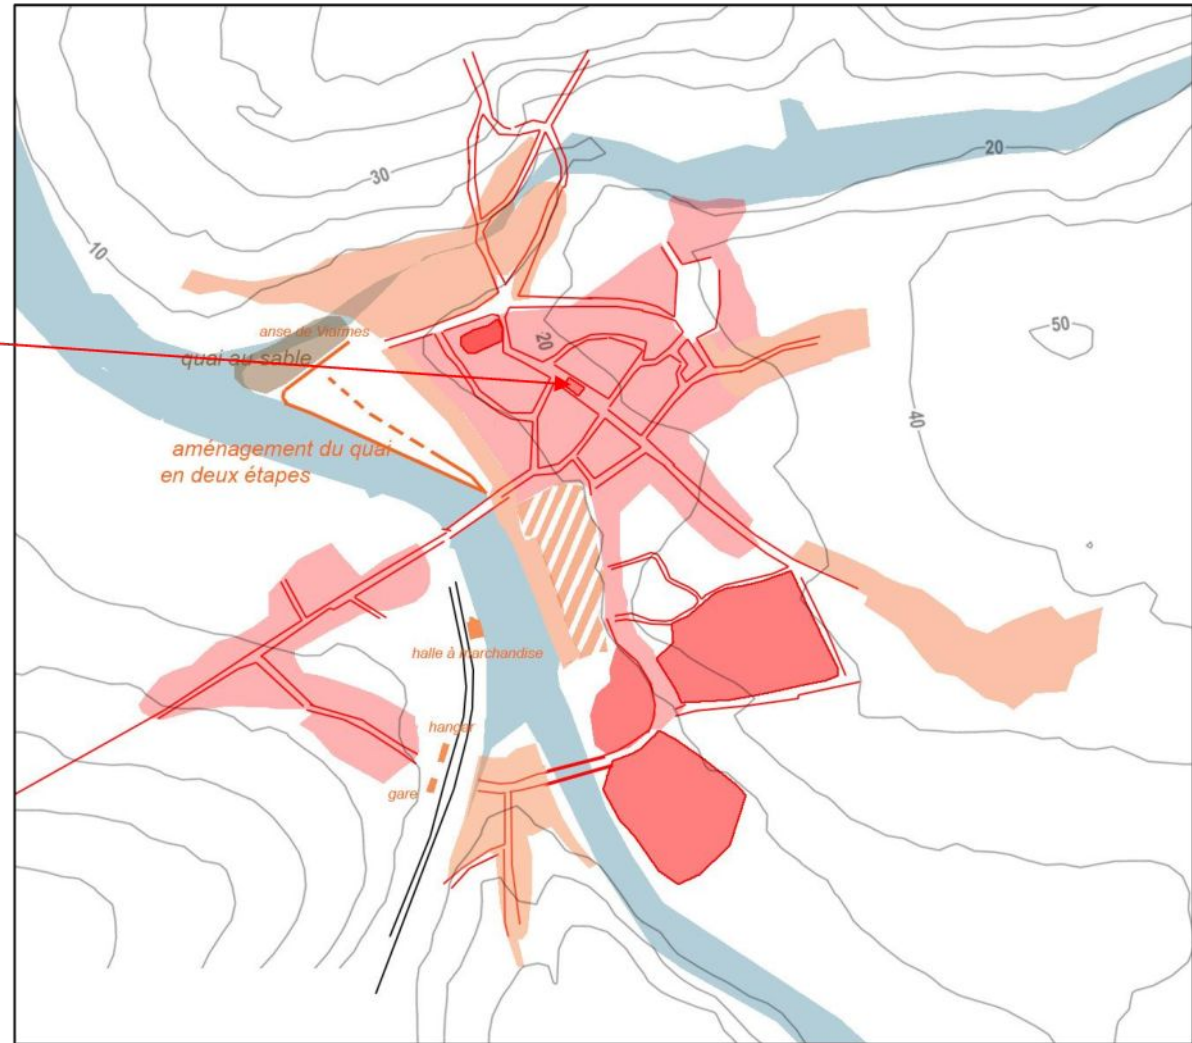 20
30
10
50
anse de Viarmes
20
quai au sable
40
aménagement du quai
en deux étapes
halle à marchandise
hangar
gare